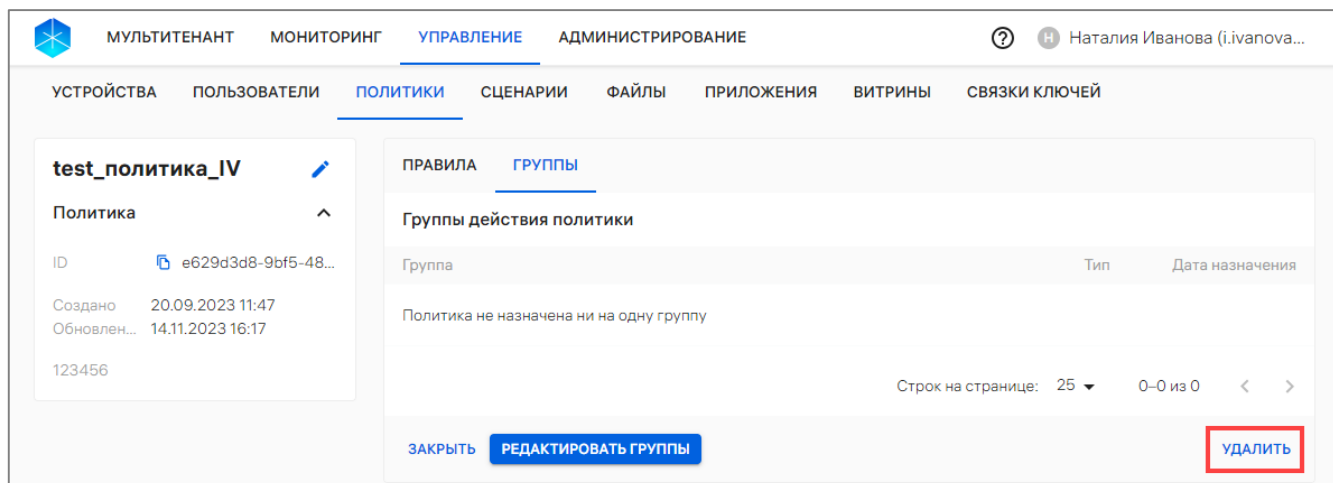 МУЛЬТИТЕНАНТ МОНИТОРИНГ УПРАВЛЕНИЕ АДМИНИСТРИРОВАНИЕ ? Н Наталия Иванова (i.ivanova...
УСТРОЙСТВА ПОЛЬЗОВАТЕЛИ ПОЛИТИКИ СЦЕНАРИИ ФАЙЛЫ ПРИЛОЖЕНИЯ ВИТРИНЫ СВЯЗКИ КЛЮЧЕЙ
test_политика_IV
Политика
ID e629d3d8-9bf5-48...
Создано 20.09.2023 11:47
Обновлен... 14.11.2023 16:17
123456
ПРАВИЛА ГРУППЫ
Группы действия политики
Группа Тип Дата назначения
Политика не назначена ни на одну группу
Строк на странице: 25 0–0 из 0 < >
ЗАКРЫТЬ РЕДАКТИРОВАТЬ ГРУППЫ УДАЛИТЬ